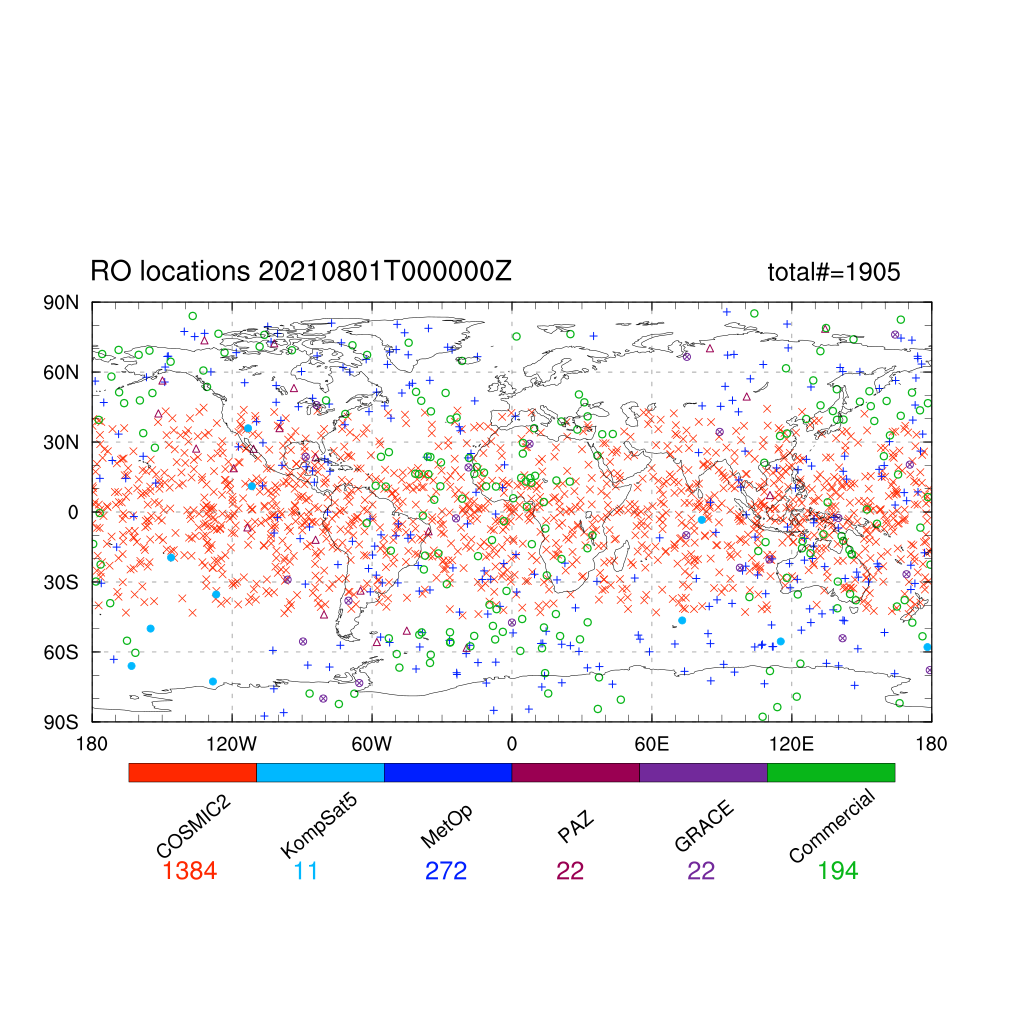 RO locations 20210801T000000Z total#=1905
90N
60N
30N
0
30S
60S
90S
180 120W 60W 0 60E 120E 180
COSMIC2 KompSat5 MetOp PAZ GRACE Commercial
1384 11 272 22 22 194